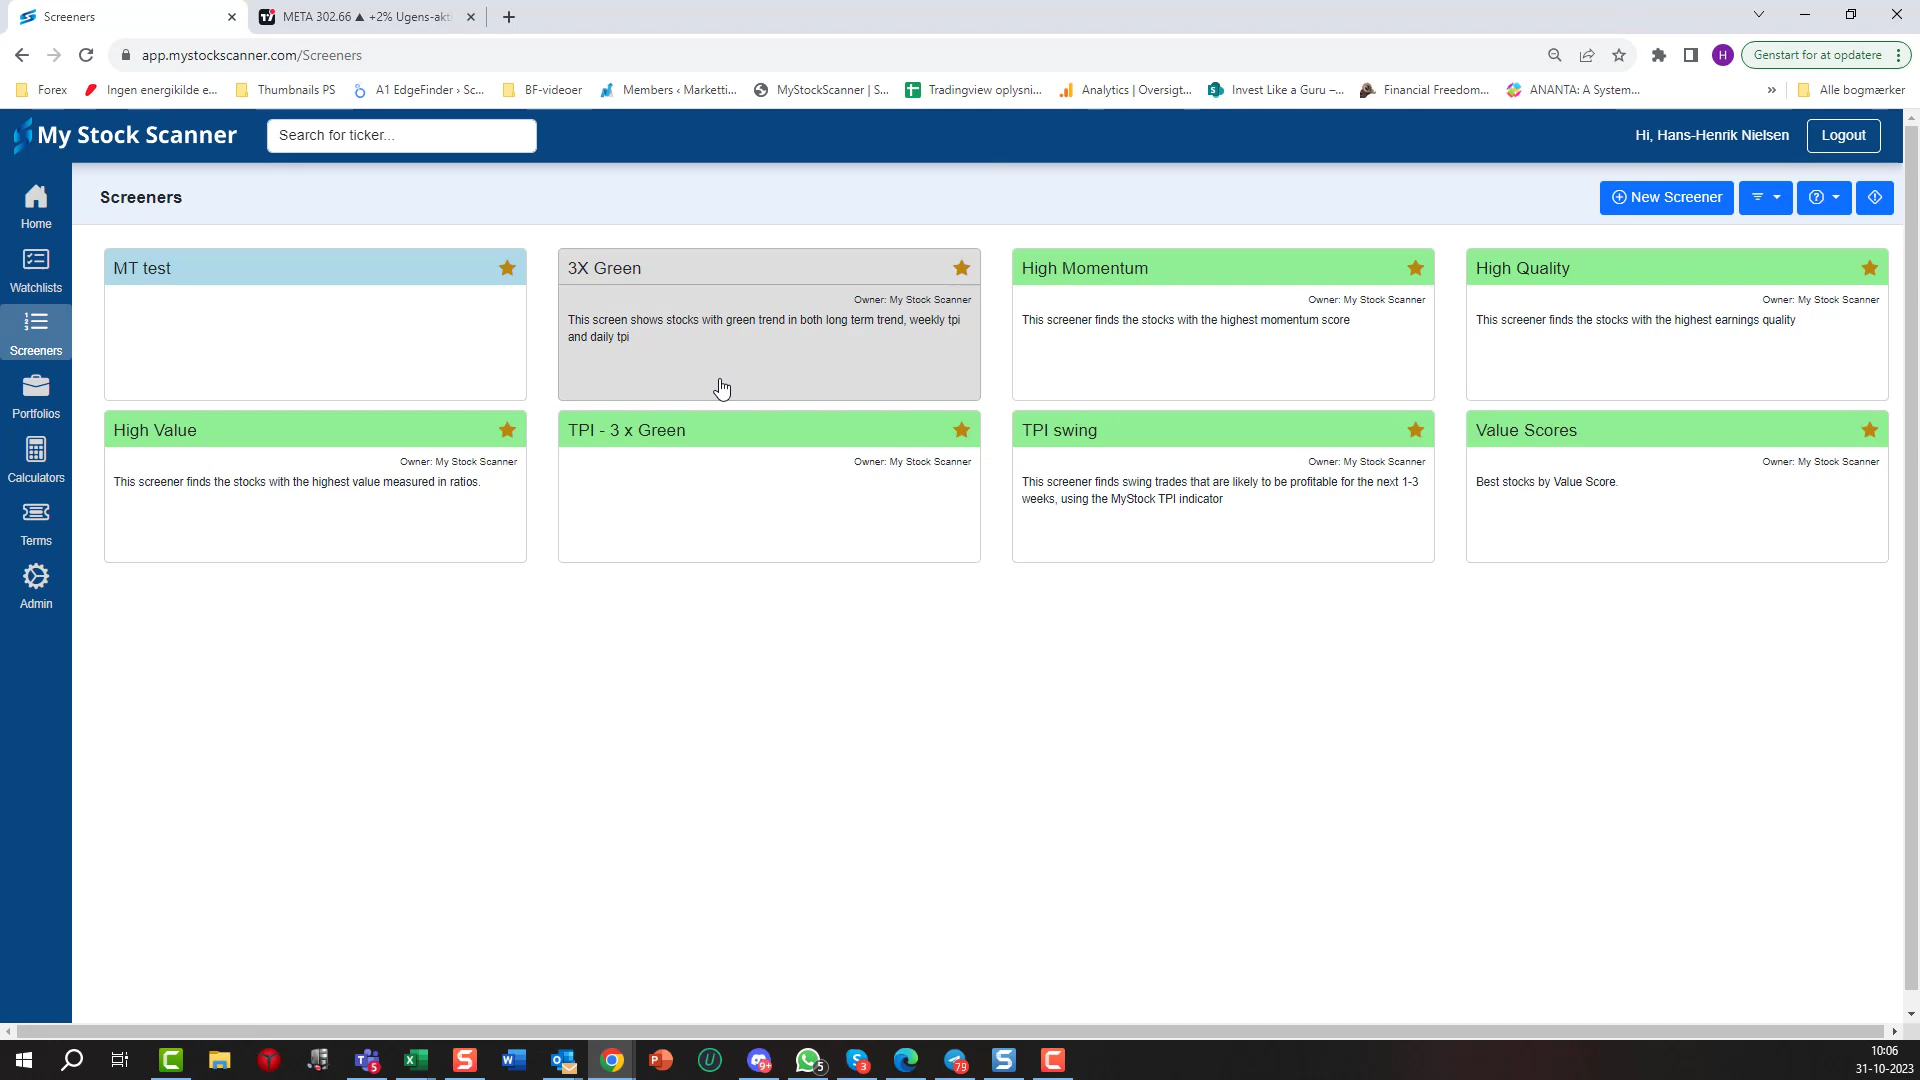 Screeners
META 302.66 ▲ +2% Ugens-akt
app.mystockscanner.com/Screeners
Genstart for at opdatere
Forex
Ingen energikilde e...
Thumbnails PS
A1 EdgeFinder › Sc...
BF-videoer
Members ‹ Marketti...
MyStockScanner | S...
Tradingview oplysni...
Analytics | Oversigt...
Invest Like a Guru –...
Financial Freedom...
ANANTA: A System...
»
Alle bogmærker
My Stock Scanner
Search for ticker...
Hi, Hans-Henrik Nielsen
Logout
Home
Watchlists
Screeners
Portfolios
Calculators
Terms
Admin
Screeners
New Screener
MT test
3X Green
Owner: My Stock Scanner
This screen shows stocks with green trend in both long term trend, weekly tpi
and daily tpi
High Momentum
Owner: My Stock Scanner
This screener finds the stocks with the highest momentum score
High Quality
Owner: My Stock Scanner
This screener finds the stocks with the highest earnings quality
High Value
Owner: My Stock Scanner
This screener finds the stocks with the highest value measured in ratios.
TPI - 3 x Green
Owner: My Stock Scanner
TPI swing
Owner: My Stock Scanner
This screener finds swing trades that are likely to be profitable for the next 1-3
weeks, using the MyStock TPI indicator
Value Scores
Owner: My Stock Scanner
Best stocks by Value Score.
5
9+
5
3
79
10:06
31-10-2023